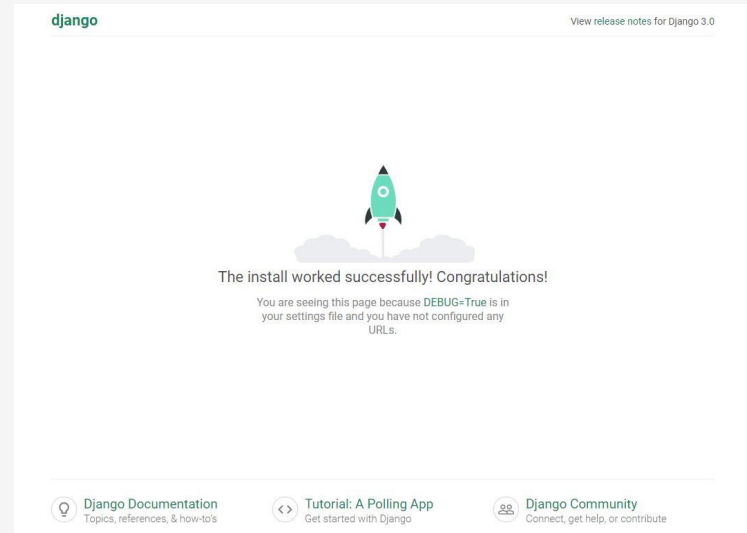 django
View release notes for Django 3.0
The install worked successfully! Congratulations!
You are seeing this page because DEBUG=True is in
your settings file and you have not configured any
URLs.
Django Documentation
Topics, references, & how-to's
Tutorial: A Polling App
Get started with Django
Django Community
Connect, get help, or contribute